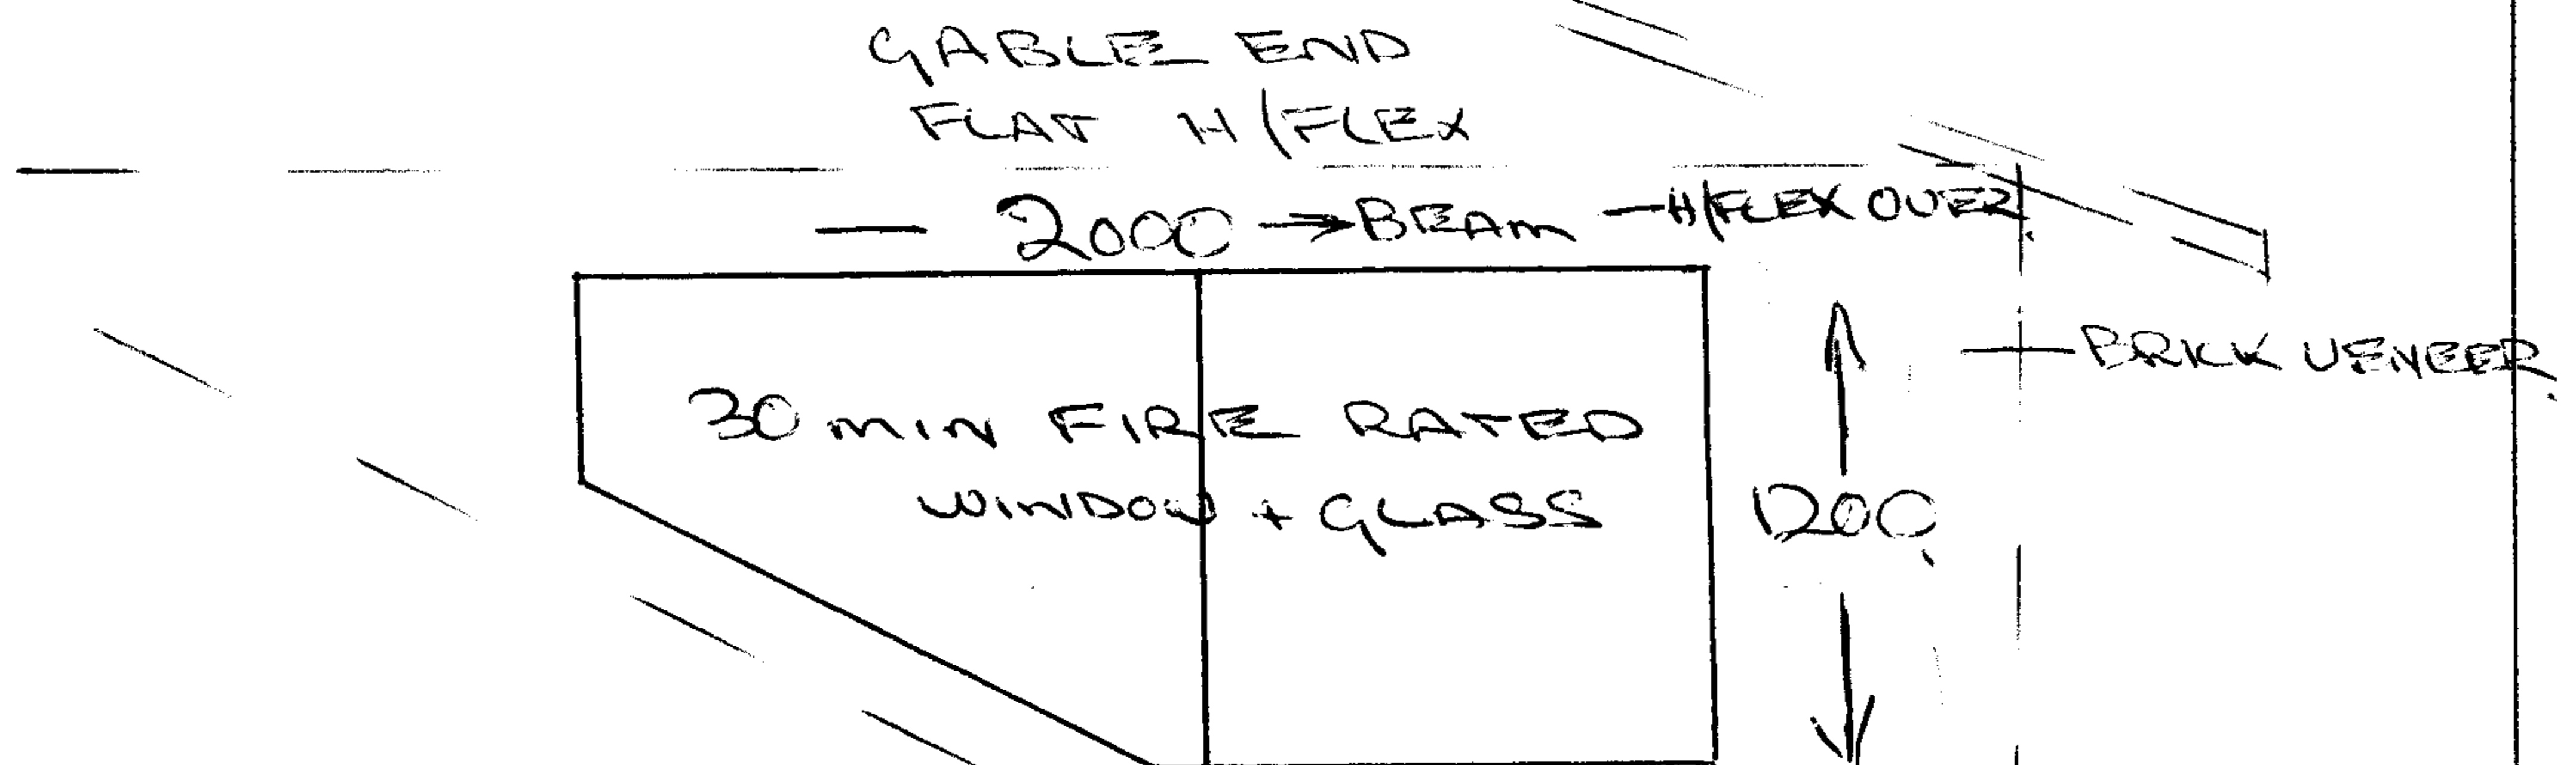 GABLE END
FLAT H/FLEX
— 2000 → BEAM — H/FLEX OVER.
BRICK VENEER.
30 MIN FIRE RATED
WINDOW + GLASS
1200